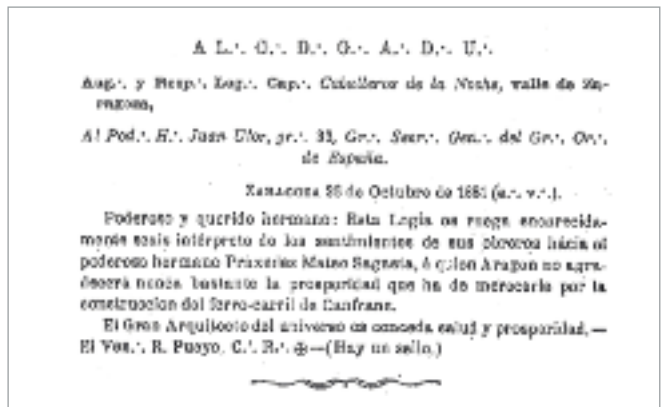 A L.·. G.·. D.·. G.·. A.·. D.·. U.·.
Aug.·. y Resp.·. Log.·. Cap.·. Caballeros de la Noche, valle de Za-
ragoza,
Al Pod.·. H.·. Juan Utor, gr.·. 33, Gr.·. Secr.·. Gen.·. del Gr.·. Or.·.
de España.
ZARAGOZA 26 de Octubre de 1881 (e.·. v.·.).
Poderoso y querido hermano: Esta Logia os ruega encarecida-
mente seais intérprete de los sentimientos de sus obreros hácia el
poderoso hermano Práxedes Mateo Sagasta, á quien Aragon no agra-
decerá nunca bastante la prosperidad que ha de merecerle por la
construccion del ferro-carril de Canfranc.
El Gran Arquitecto del universo os conceda salud y prosperidad.—
El Ven.·. R. Pueyo, C.·. R.·. ⊕—(Hay un sello.)